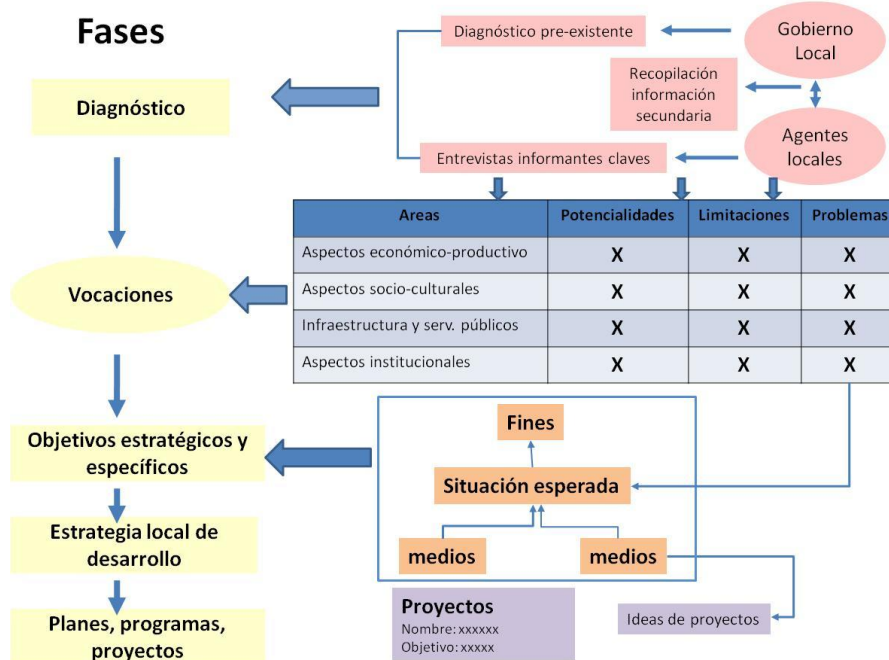 Fases
Diagnóstico pre-existente
Gobierno
Local
Recopilación
información
secundaria
Diagnóstico
Agentes
locales
Entrevistas informantes claves
Areas Potencialidades Limitaciones Problemas
Aspectos económico-productivo X X X
Aspectos socio-culturales X X X
Infraestructura y serv. públicos X X X
Aspectos institucionales X X X
Vocaciones
Fines
Objetivos estratégicos y
específicos
Situación esperada
Estrategia local de
desarrollo
medios medios
Planes, programas,
proyectos
Proyectos
Nombre: xxxxxx
Objetivo: xxxxx
Ideas de proyectos